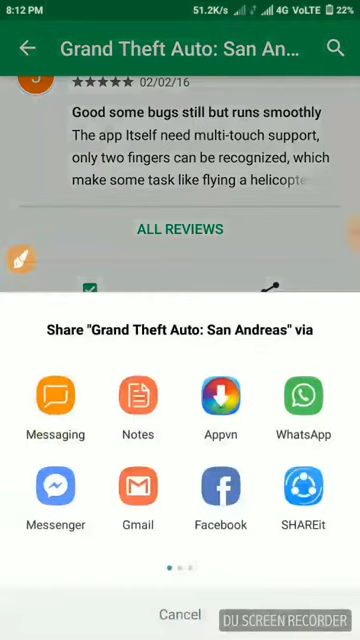 8:12 PM 51.2K/s 4G VoLTE 22%
Grand Theft Auto: San An...
02/02/16
Good some bugs still but runs smoothly
The app Itself need multi-touch support,
only two fingers can be recognized, which
make some task like flying a helicopte
ALL REVIEWS
Share "Grand Theft Auto: San Andreas" via
Messaging Notes Appvn WhatsApp
Messenger Gmail Facebook SHAREit
Cancel
DU SCREEN RECORDER